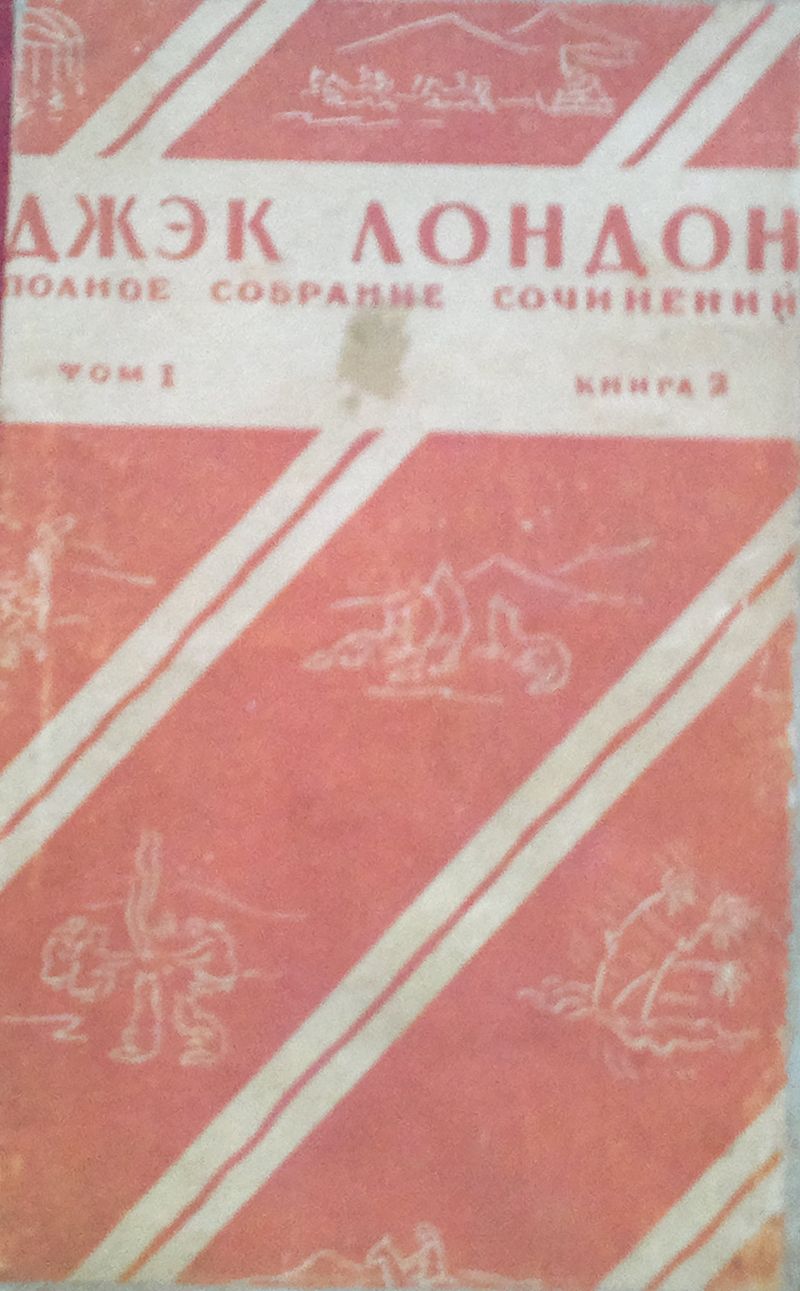 ДЖЭК ЛОНДОН
ПОЛНОЕ СОБРАНИЕ СОЧИНЕНИЙ
ТОМ I
КНИГА 2